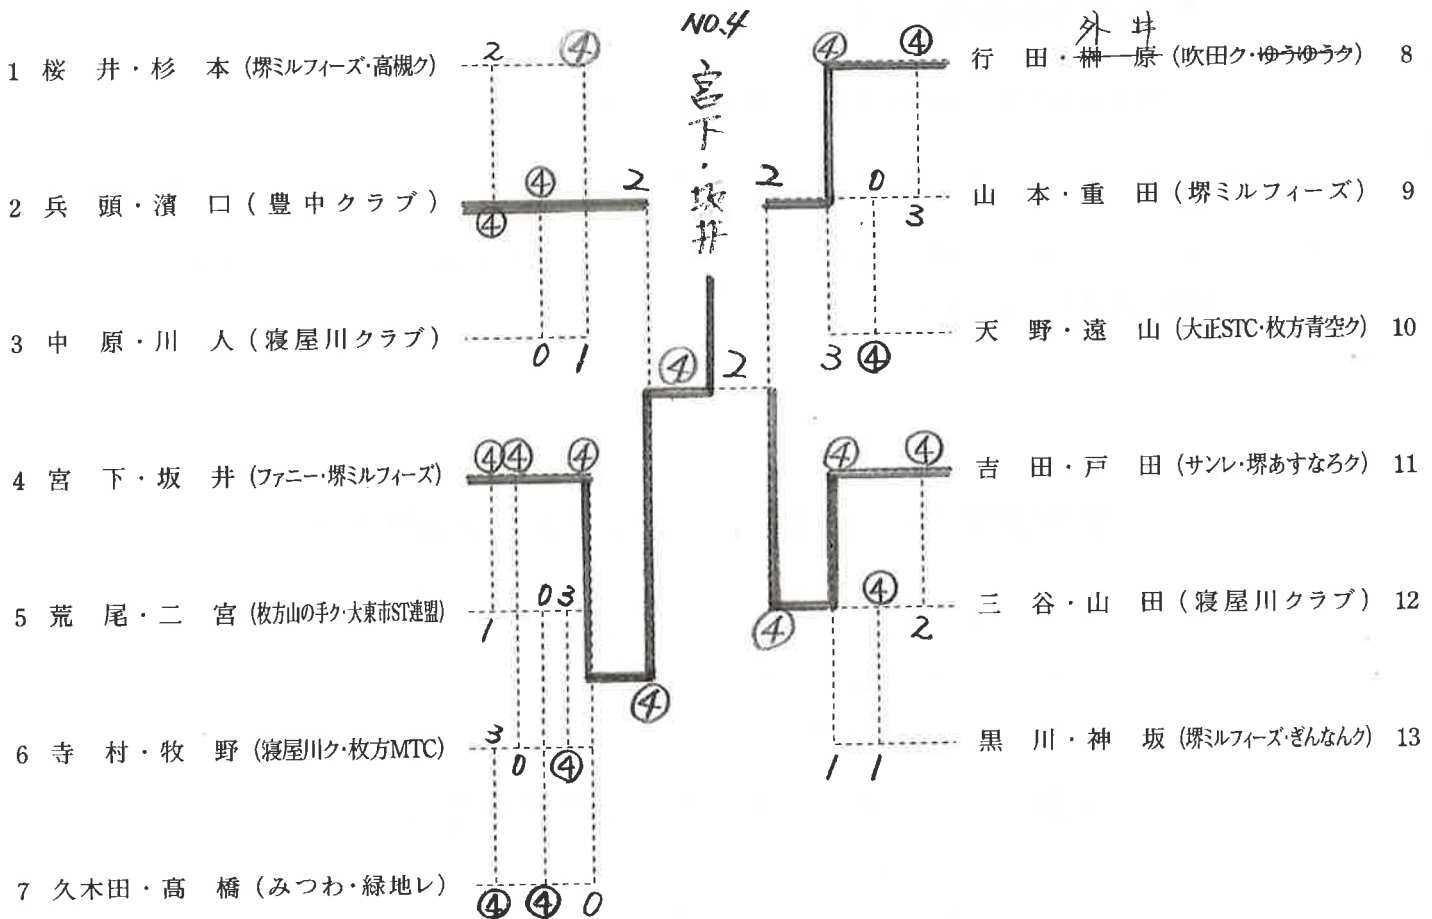 NO.4
宮下・坂井
1 桜井・杉本 (堺ミルフィーズ・高槻ク) 2 ④
2 兵頭・濱口 (豊中クラブ) ④ ④ 2
3 中原・川人 (寝屋川クラブ) 0 1
4 宮下・坂井 (ファニー・堺ミルフィーズ) ④ ④ ④
5 荒尾・二宮 (枚方山の手ク・大東市ST連盟) 1 0 3
6 寺村・牧野 (寝屋川ク・枚方MTC) 3 0 ④
7 久木田・髙橋 (みつわ・緑地レ) ④ ④ 0
④
④ 2
外井
④ ④ 行田・榊原 (吹田ク・ゆうゆうク) 8
2 0 3 山本・重田 (堺ミルフィーズ) 9
3 ④ 天野・遠山 (大正STC・枚方青空ク) 10
④ ④ 吉田・戸田 (サンレ・堺あすなろク) 11
④ ④ 2 三谷・山田 (寝屋川クラブ) 12
1 1 黒川・神坂 (堺ミルフィーズ・ぎんなんク) 13